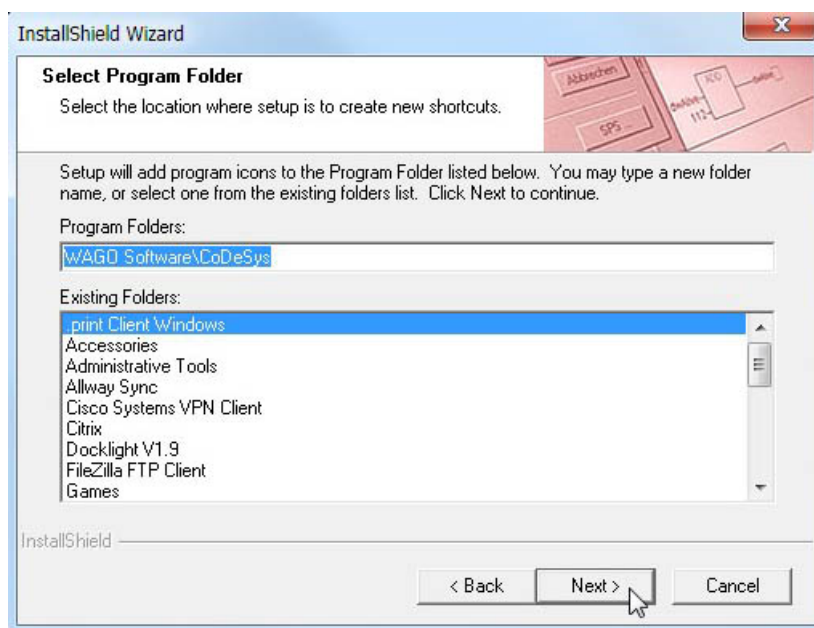 InstallShield Wizard
Select Program Folder
Select the location where setup is to create new shortcuts.
Abbrechen
SPS ...
Setup will add program icons to the Program Folder listed below. You may type a new folder
name, or select one from the existing folders list. Click Next to continue.
Program Folders:
WAGO Software\CoDeSys
Existing Folders:
.print Client Windows
Accessories
Administrative Tools
Allway Sync
Cisco Systems VPN Client
Citrix
Docklight V1.9
FileZilla FTP Client
Games
InstallShield
< Back
Next >
Cancel